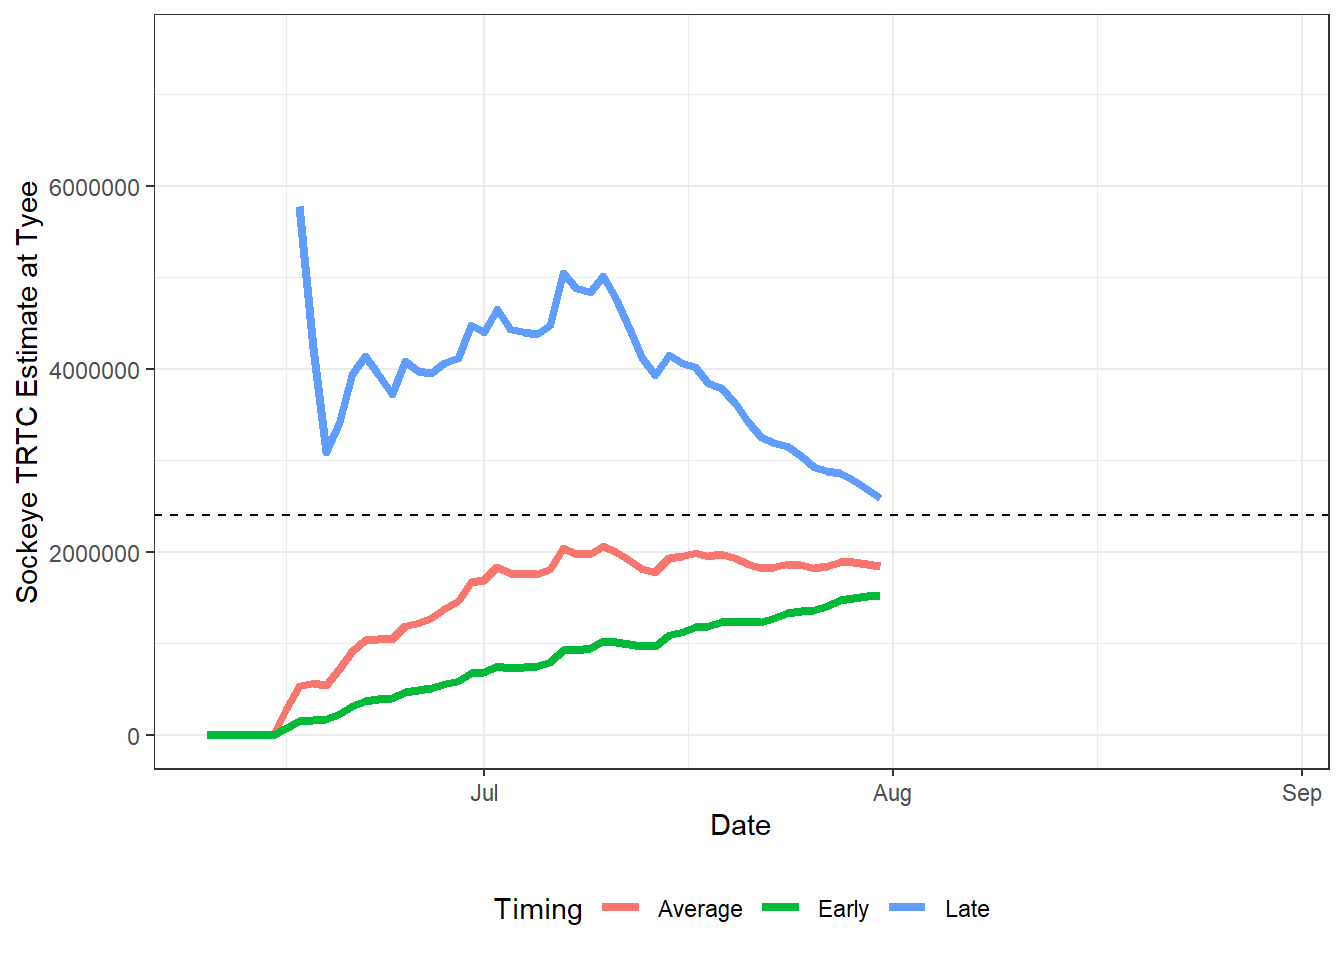 Sockeye TRTC Estimate at Tyee
6000000
4000000
2000000
0
Jul Aug Sep
Date
Timing Average Early Late